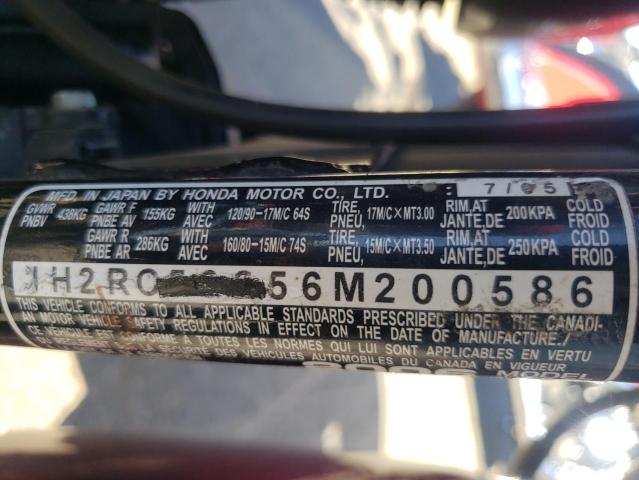 MFD. IN JAPAN BY HONDA MOTOR CO., LTD. : 7/05
GVWR PNBV 438KG GAWR F PNBE AV 155KG WITH AVEC 120/90-17M/C 64S TIRE, PNEU, 17M/C×MT3.00 RIM,AT JANTE,DE 200KPA COLD FROID
GAWR R PNBE AR 286KG WITH AVEC 160/80-15M/C 74S TIRE, PNEU, 15M/C×MT3.50 RIM,AT JANTE,DE 250KPA COLD FROID
H2RC 56M200586
THIS VEHICLE CONFORMS TO ALL APPLICABLE STANDARDS PRESCRIBED UNDER THE CANADI-
AN MOTOR VEHICLE SAFETY REGULATIONS IN EFFECT ON THE DATE OF MANUFACTURE./
CONFORME À TOUTES LES NORMES QUI LUI SONT APPLICABLES EN VERTU
DES VÉHICULES AUTOMOBILES DU CANADA EN VIGUEUR
MODEL